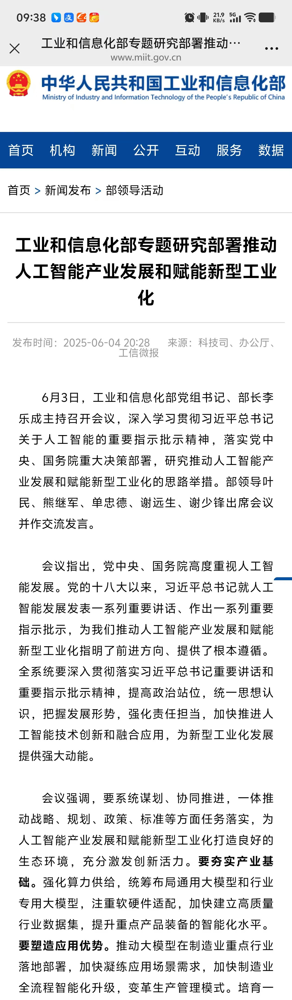 09:38
21.9
KB/s
5G
工业和信息化部专题研究部署推动…
www.miit.gov.cn
中华人民共和国工业和信息化部
Ministry of Industry and Information Technology of the People's Republic of China
首页 机构 新闻 公开 互动 服务 数据
首页 > 新闻发布 > 部领导活动
工业和信息化部专题研究部署推动
人工智能产业发展和赋能新型工业
化
发布时间：2025-06-04 20:28 来源：科技司、办公厅、
工信微报
6月3日，工业和信息化部党组书记、部长李
乐成主持召开会议，深入学习贯彻习近平总书记
关于人工智能的重要指示批示精神，落实党中
央、国务院重大决策部署，研究推动人工智能产
业发展和赋能新型工业化的思路举措。部领导叶
民、熊继军、单忠德、谢远生、谢少锋出席会议
并作交流发言。
会议指出，党中央、国务院高度重视人工智
能发展。党的十八大以来，习近平总书记就人工
智能发展发表一系列重要讲话、作出一系列重要
指示批示，为我们推动人工智能产业发展和赋能
新型工业化指明了前进方向、提供了根本遵循。
全系统要深入贯彻落实习近平总书记重要讲话和
重要指示批示精神，提高政治站位，统一思想认
识，把握发展形势，强化责任担当，加快推进人
工智能技术创新和融合应用，为新型工业化发展
提供强大动能。
会议强调，要系统谋划、协同推进，一体推
动战略、规划、政策、标准等方面任务落实，为
人工智能产业发展和赋能新型工业化打造良好的
生态环境，充分激发创新活力。要夯实产业基
础。强化算力供给，统筹布局通用大模型和行业
专用大模型，注重软硬件适配，加快建立高质量
行业数据集，提升重点产品装备的智能化水平。
要塑造应用优势。推动大模型在制造业重点行业
落地部署，加快凝练应用场景需求，加快制造业
全流程智能化升级，变革生产管理模式。培育一